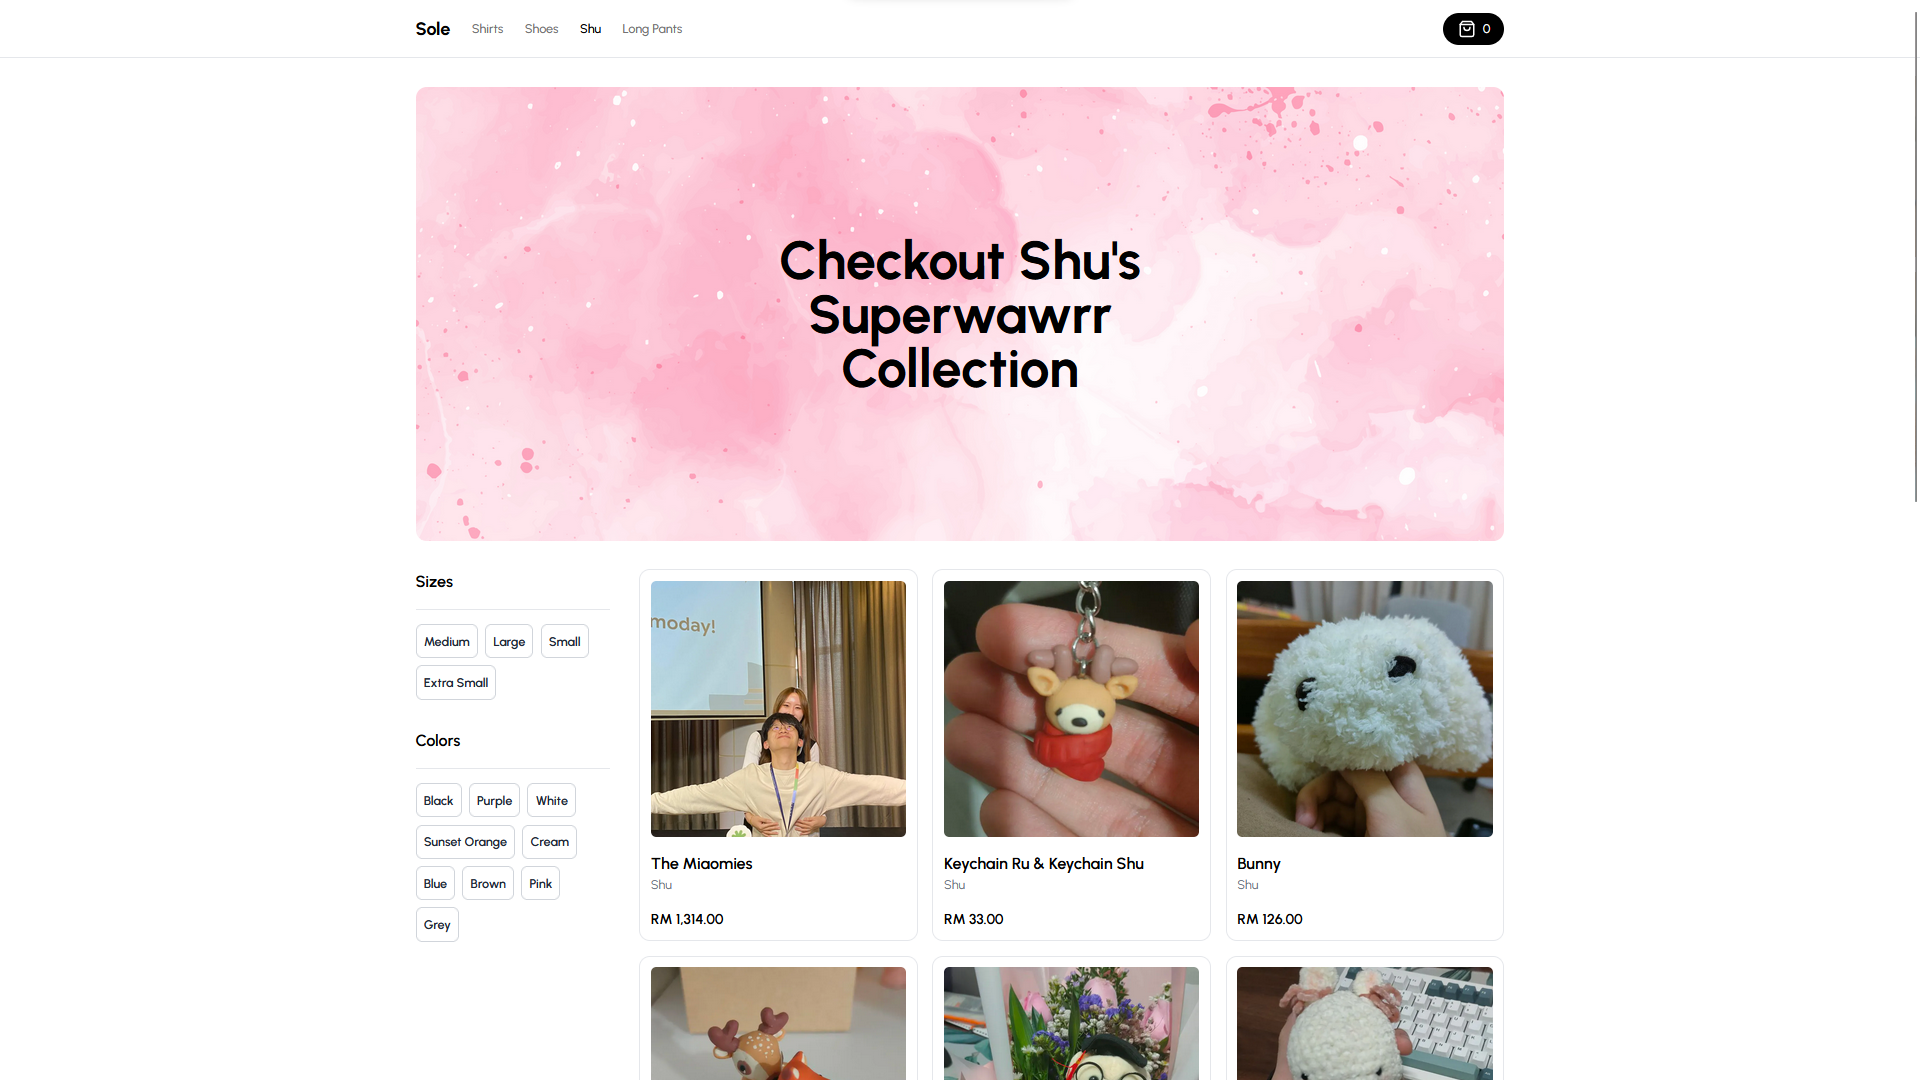 Sole Shirts Shoes Shu Long Pants 0
Checkout Shu's
Superwawrr
Collection
Sizes
Medium Large Small
Extra Small
Colors
Black Purple White
Sunset Orange Cream
Blue Brown Pink
Grey
moday!
The Miaomies
Shu
RM 1,314.00
Keychain Ru & Keychain Shu
Shu
RM 33.00
Bunny
Shu
RM 126.00